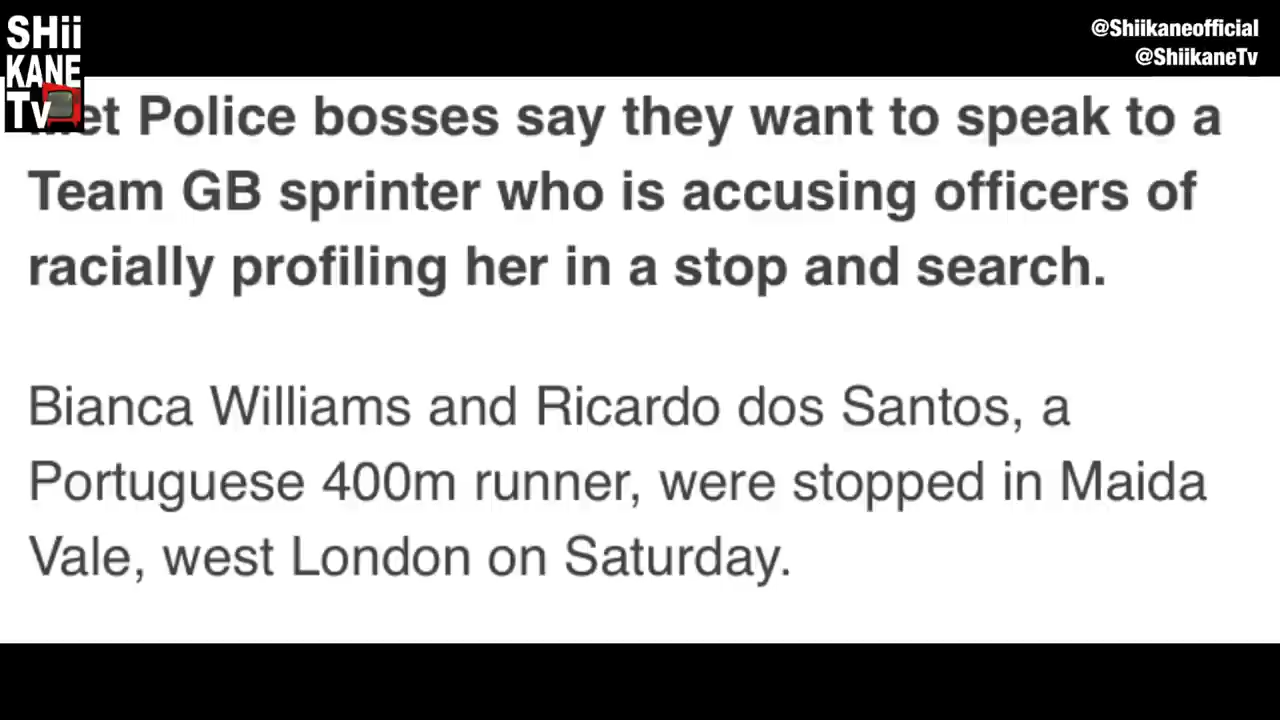 SHii
KANE
Tv
@Shiikaneofficial
@ShiikaneTv
Met Police bosses say they want to speak to a
Team GB sprinter who is accusing officers of
racially profiling her in a stop and search.
Bianca Williams and Ricardo dos Santos, a
Portuguese 400m runner, were stopped in Maida
Vale, west London on Saturday.